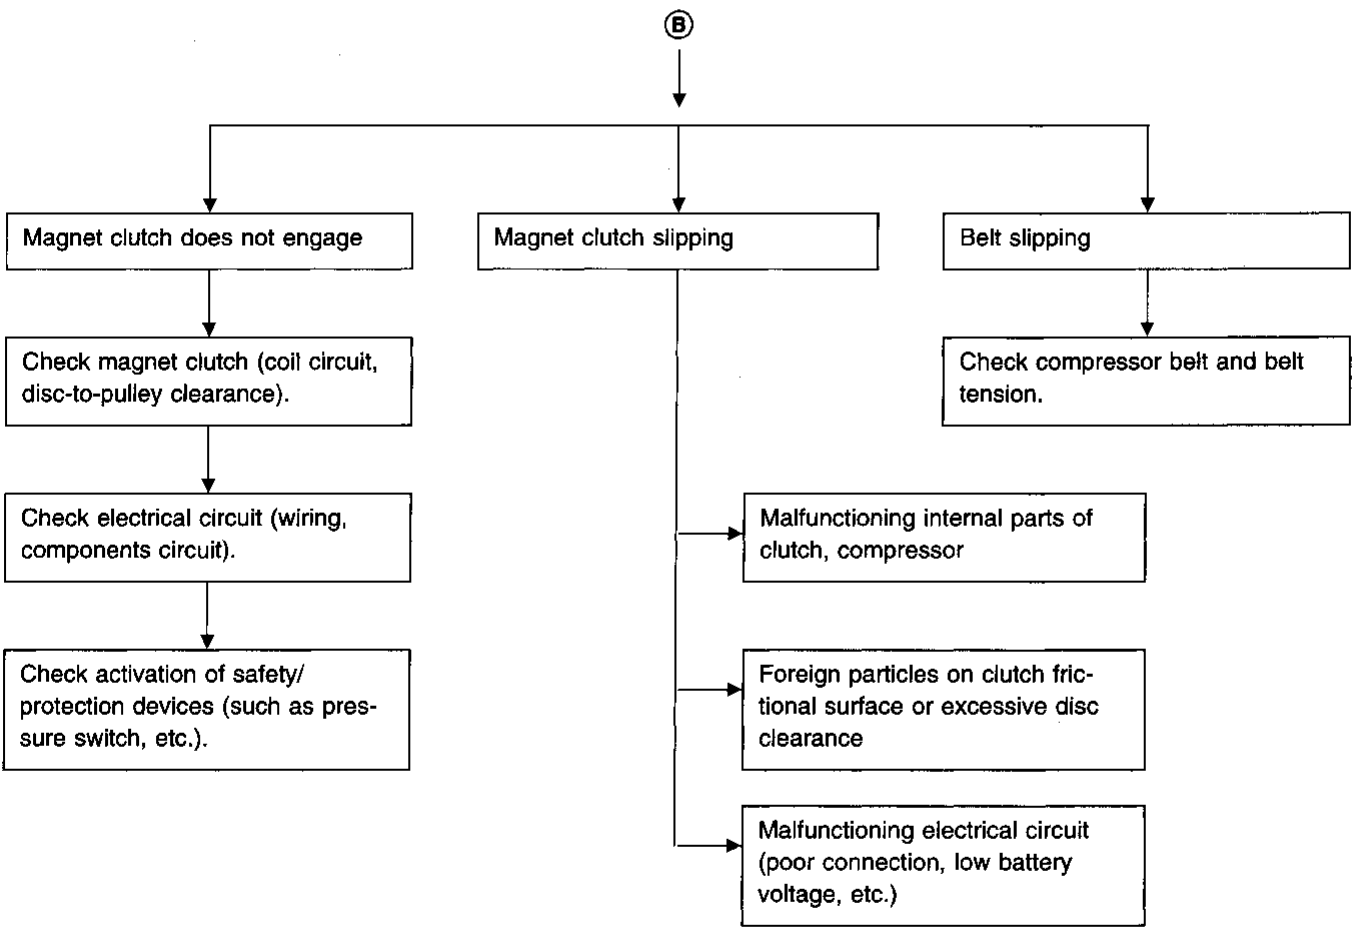 B
Magnet clutch does not engage
Magnet clutch slipping
Belt slipping
Check magnet clutch (coil circuit,
disc-to-pulley clearance).
Check compressor belt and belt
tension.
Check electrical circuit (wiring,
components circuit).
Malfunctioning internal parts of
clutch, compressor
Check activation of safety/
protection devices (such as pres-
sure switch, etc.).
Foreign particles on clutch fric-
tional surface or excessive disc
clearance
Malfunctioning electrical circuit
(poor connection, low battery
voltage, etc.)